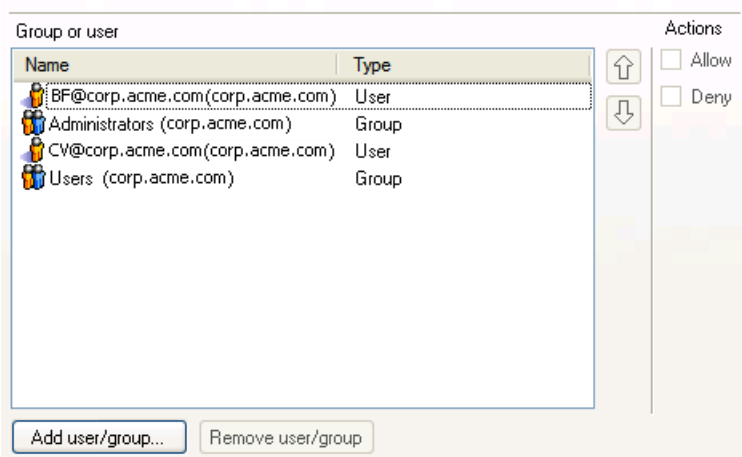 Group or user
Actions
Name Type
Allow
BF@corp.acme.com(corp.acme.com) User
Deny
Administrators (corp.acme.com) Group
CV@corp.acme.com(corp.acme.com) User
Users (corp.acme.com) Group
Add user/group... Remove user/group